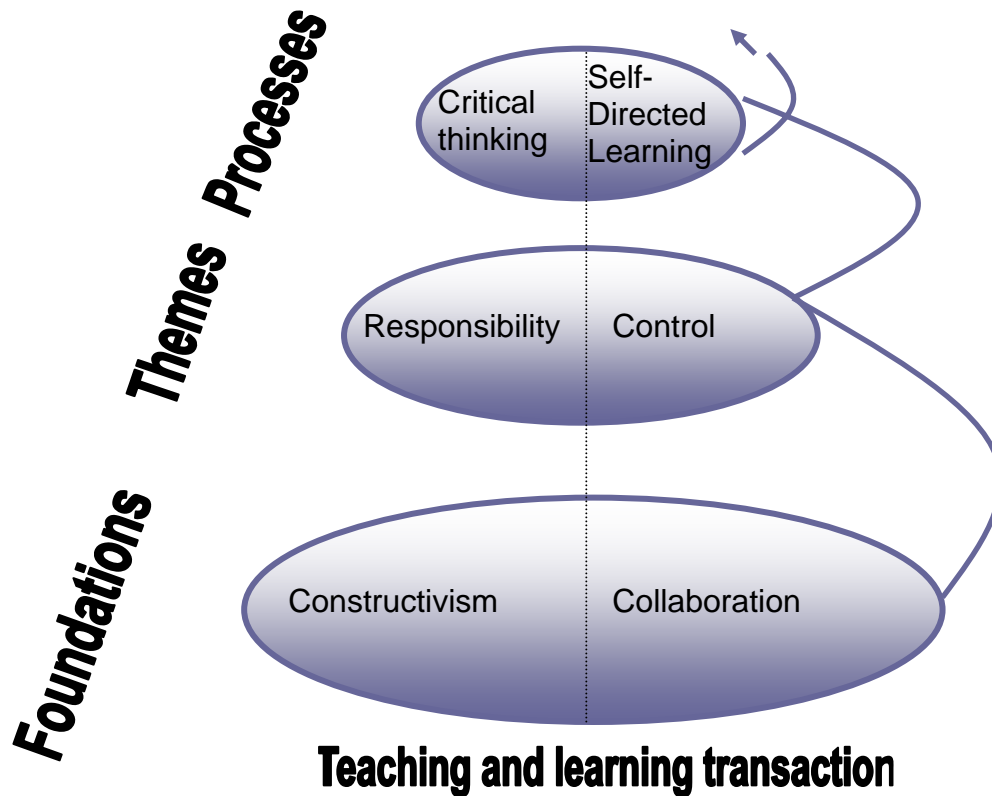 Processes
Critical
thinking
Self-
Directed
Learning
Themes
Responsibility
Control
Foundations
Constructivism
Collaboration
Teaching and learning transaction